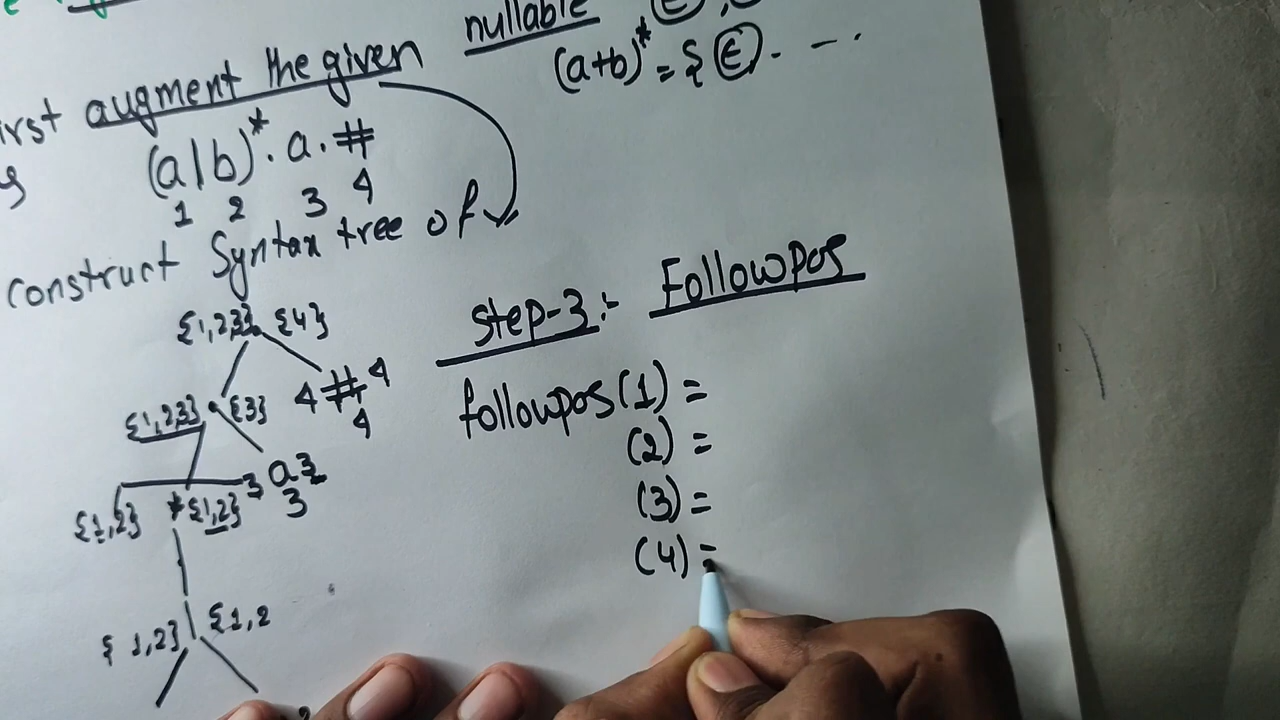 nullable
(a+b)* = {ϵ. - - .
irst augment the given
(a|b)*. a. #
1 2 3 4
construct Syntax tree of
step-3:- Followpos
{1,2,3} . {4}
4 # 4
4
{1,2,3} . {3}
3 a 3
3
{1,2} * {1,2}
{1,2} | {1,2
followpos(1) =
(2) =
(3) =
(4) =